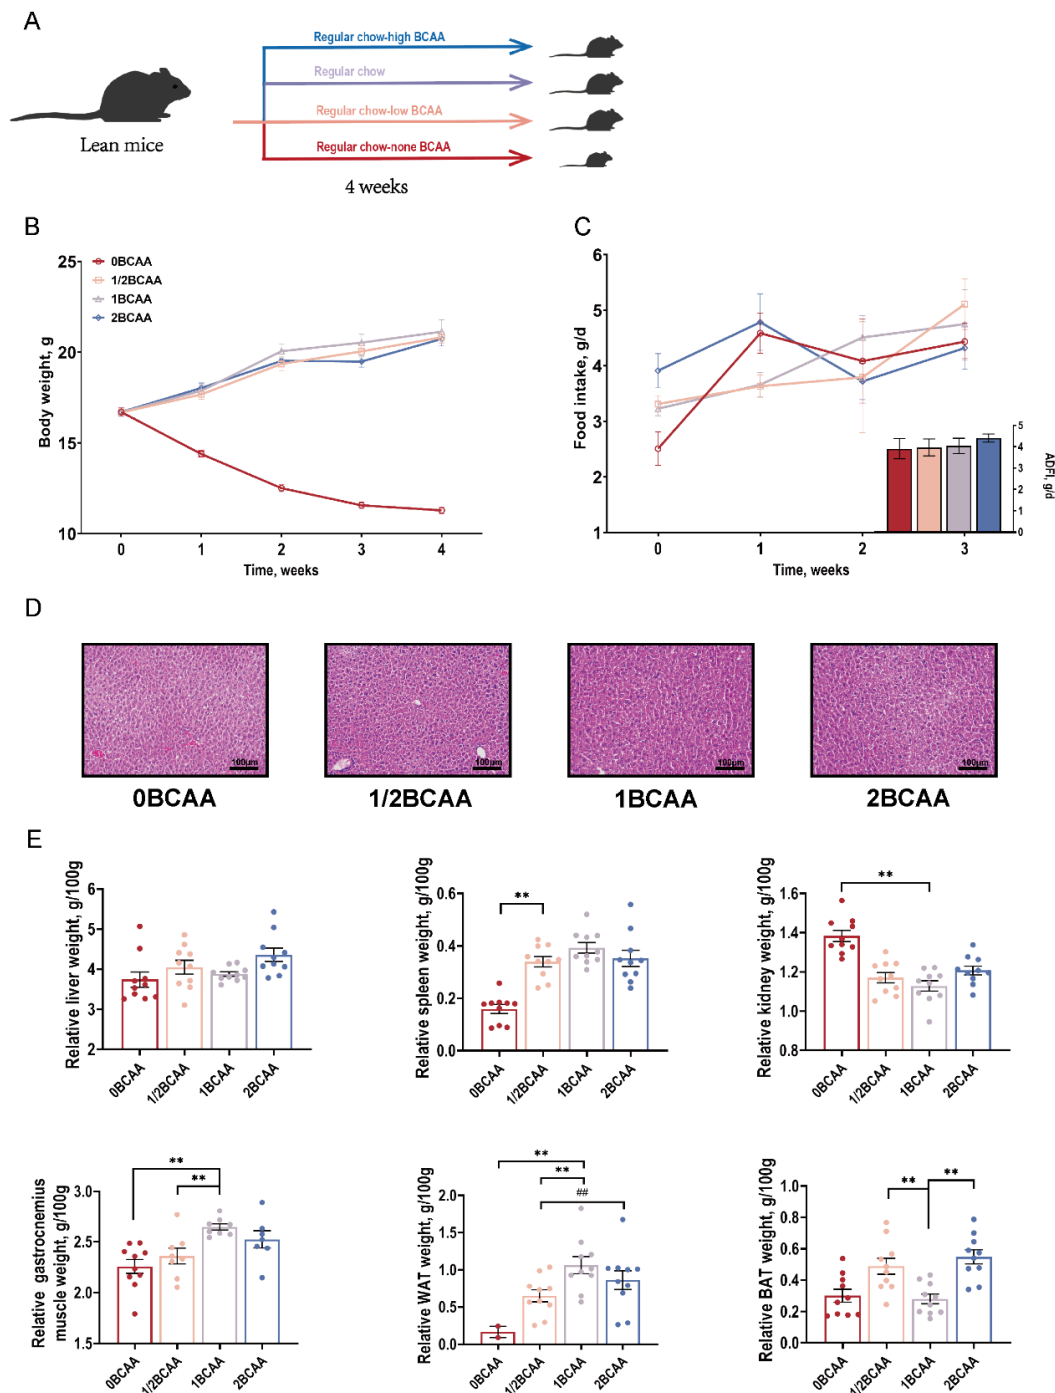 A
Regular chow-high BCAA
Regular chow
Regular chow-low BCAA
Regular chow-none BCAA
Lean mice
4 weeks
B
Body weight, g
25
20
15
10
0BCAA
1/2BCAA
1BCAA
2BCAA
0 1 2 3 4
Time, weeks
C
Food intake, g/d
6
5
4
3
2
1
0 1 2 3
Time, weeks
5
4
3
2
1
0
ADFI, g/d
D
100μm
100μm
100μm
100μm
0BCAA
1/2BCAA
1BCAA
2BCAA
E
Relative liver weight, g/100g
6
5
4
3
2
0BCAA
1/2BCAA
1BCAA
2BCAA
Relative spleen weight, g/100g
0.6
0.4
0.2
0.0
**
0BCAA
1/2BCAA
1BCAA
2BCAA
Relative kidney weight, g/100g
1.6
1.4
1.2
1.0
0.8
**
0BCAA
1/2BCAA
1BCAA
2BCAA
Relative gastrocnemius
muscle weight, g/100g
3.0
2.5
2.0
1.5
**
**
0BCAA
1/2BCAA
1BCAA
2BCAA
Relative WAT weight, g/100g
2.0
1.5
1.0
0.5
0.0
**
**
##
0BCAA
1/2BCAA
1BCAA
2BCAA
Relative BAT weight, g/100g
1.0
0.8
0.6
0.4
0.2
0.0
**
**
0BCAA
1/2BCAA
1BCAA
2BCAA